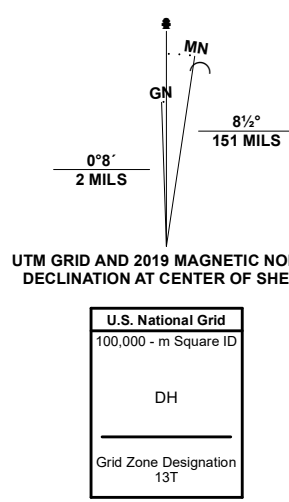 MN
GN
8½°
151 MILS
0°8´
2 MILS
UTM GRID AND 2019 MAGNETIC NO
DECLINATION AT CENTER OF SHE
U.S. National Grid
100,000 - m Square ID
DH
Grid Zone Designation
13T